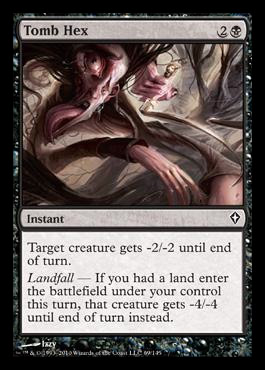 Tomb Hex 2
Instant
Target creature gets -2/-2 until end
of turn.
Landfall — If you had a land enter
the battlefield under your control
this turn, that creature gets -4/-4
until end of turn instead.
Izzy
™ & © 1993–2010 Wizards of the Coast LLC 69/145